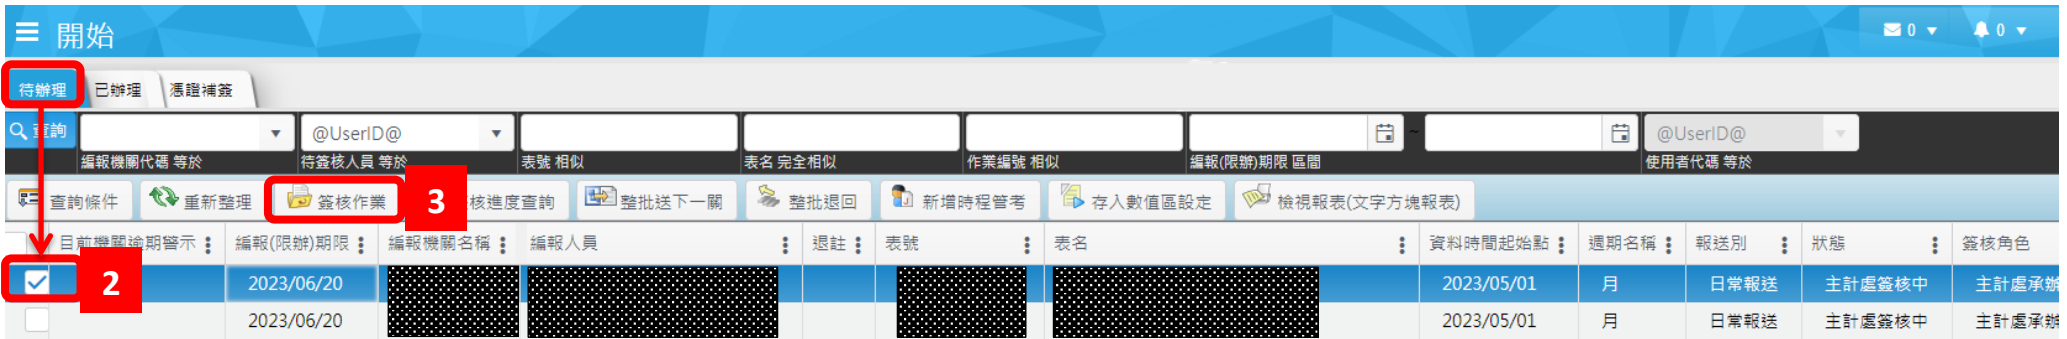 開始 0 0
待辦理 已辦理 憑證補簽
查詢 @UserID@ ~ @UserID@
編報機關代碼 等於 待簽核人員 等於 表號 相似 表名 完全相似 作業編號 相似 編報(限辦)期限 區間 使用者代碼 等於
查詢條件 重新整理 簽核作業 3 核進度查詢 整批送下一關 整批退回 新增時程管考 存入數值區設定 檢視報表(文字方塊報表)
目前機關逾期警示 編報(限辦)期限 編報機關名稱 編報人員 退註 表號 表名 資料時間起始點 週期名稱 報送別 狀態 簽核角色
2 2023/06/20 2023/05/01 月 日常報送 主計處簽核中 主計處承辦
2023/06/20 2023/05/01 月 日常報送 主計處簽核中 主計處承辦